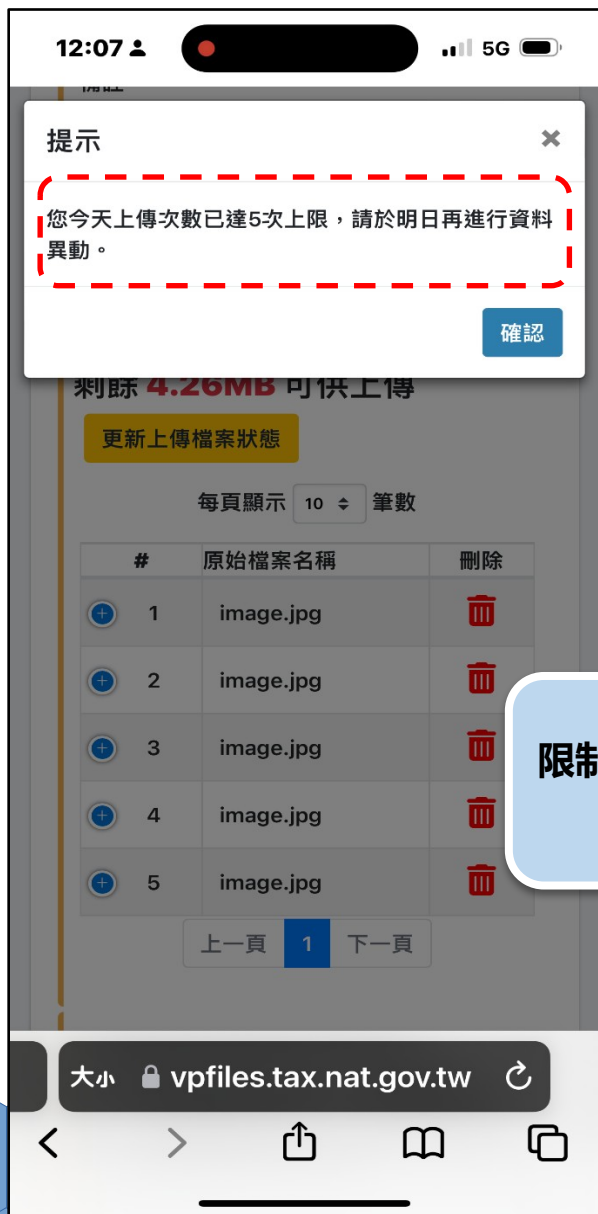 12:07
5G
備註
提示
×
您今天上傳次數已達5次上限，請於明日再進行資料
異動。
確認
剩餘 4.26MB 可供上傳
更新上傳檔案狀態
每頁顯示 10 筆數
# 原始檔案名稱 刪除
1 image.jpg
2 image.jpg
3 image.jpg
4 image.jpg
5 image.jpg
限制
上一頁 1 下一頁
大小 vpfiles.tax.nat.gov.tw